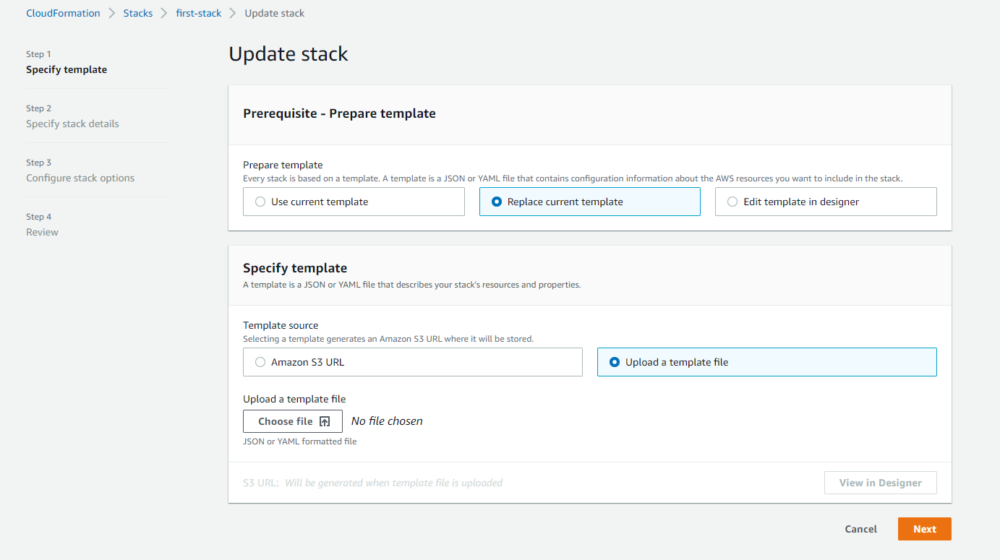 CloudFormation > Stacks > first-stack > Update stack
Step 1
Specify template
Step 2
Specify stack details
Step 3
Configure stack options
Step 4
Review
Update stack
Prerequisite - Prepare template
Prepare template
Every stack is based on a template. A template is a JSON or YAML file that contains configuration information about the AWS resources you want to include in the stack.
Use current template
Replace current template
Edit template in designer
Specify template
A template is a JSON or YAML file that describes your stack's resources and properties.
Template source
Selecting a template generates an Amazon S3 URL where it will be stored.
Amazon S3 URL
Upload a template file
Upload a template file
Choose file No file chosen
JSON or YAML formatted file
S3 URL: Will be generated when template file is uploaded
View in Designer
Cancel
Next